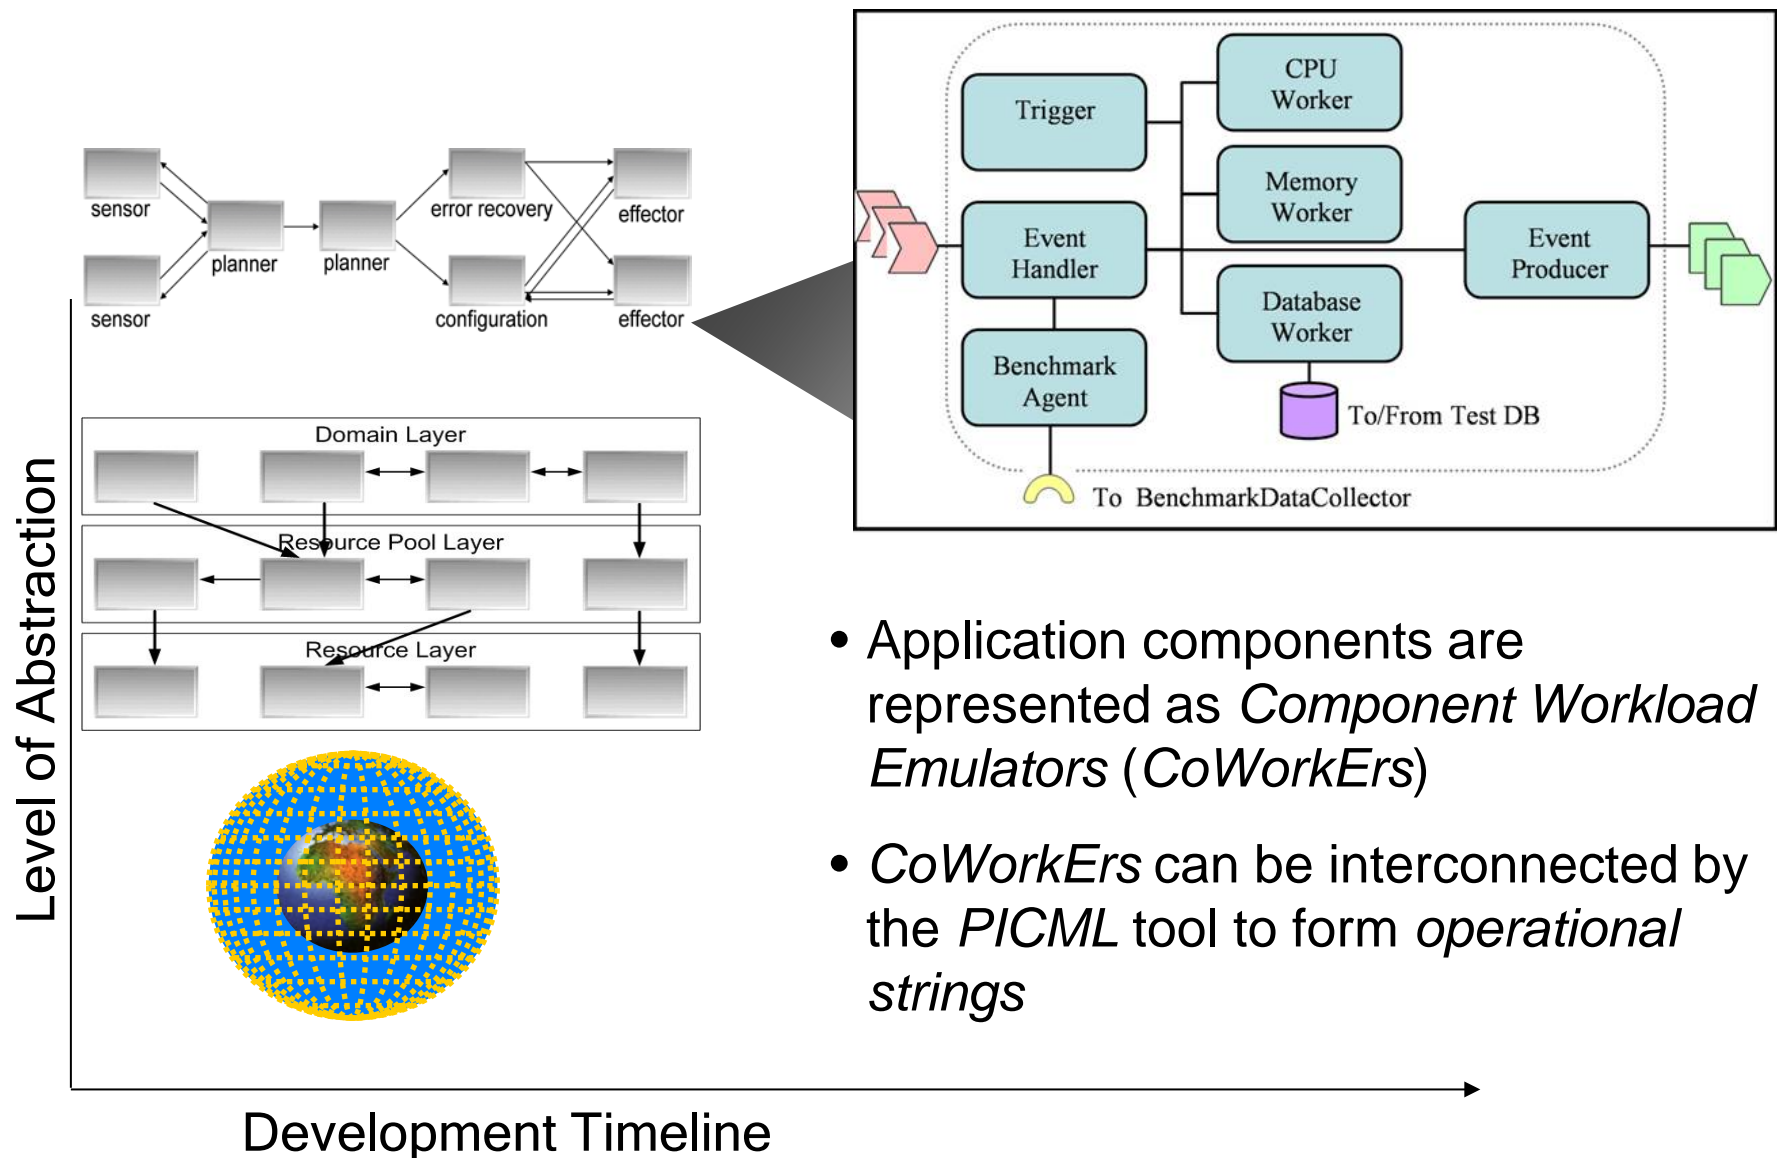 sensor
sensor
planner
planner
error recovery
configuration
effector
effector
Trigger
CPU
Worker
Memory
Worker
Event
Handler
Event
Producer
Database
Worker
Benchmark
Agent
To/From Test DB
To BenchmarkDataCollector
Domain Layer
Resource Pool Layer
Resource Layer
Level of Abstraction
• Application components are
represented as Component Workload
Emulators (CoWorkErs)
• CoWorkErs can be interconnected by
the PICML tool to form operational
strings
Development Timeline